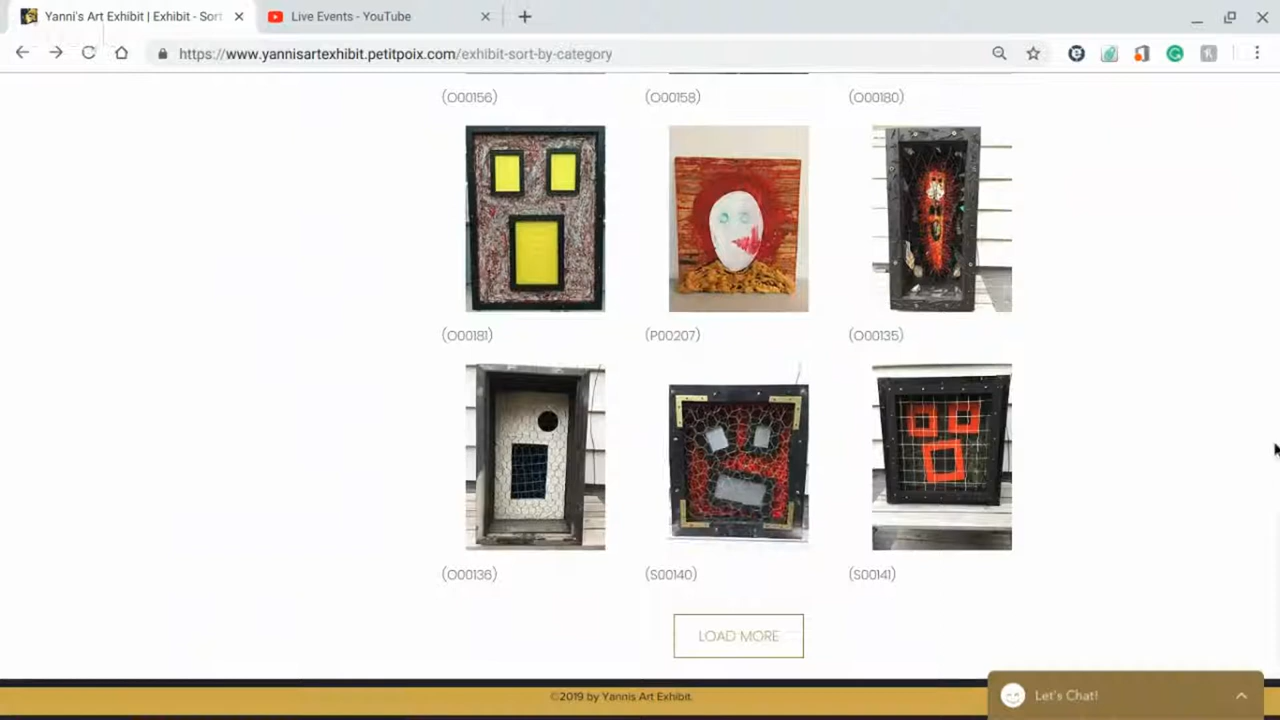 Yanni's Art Exhibit | Exhibit - Sort
Live Events - YouTube
https://www.yannisartexhibit.petitpoix.com/exhibit-sort-by-category
(O00156)
(O00158)
(O00180)
(O00181)
(P00207)
(O00135)
(O00136)
(S00140)
(S00141)
LOAD MORE
©2019 by Yannis Art Exhibit.
Let's Chat!